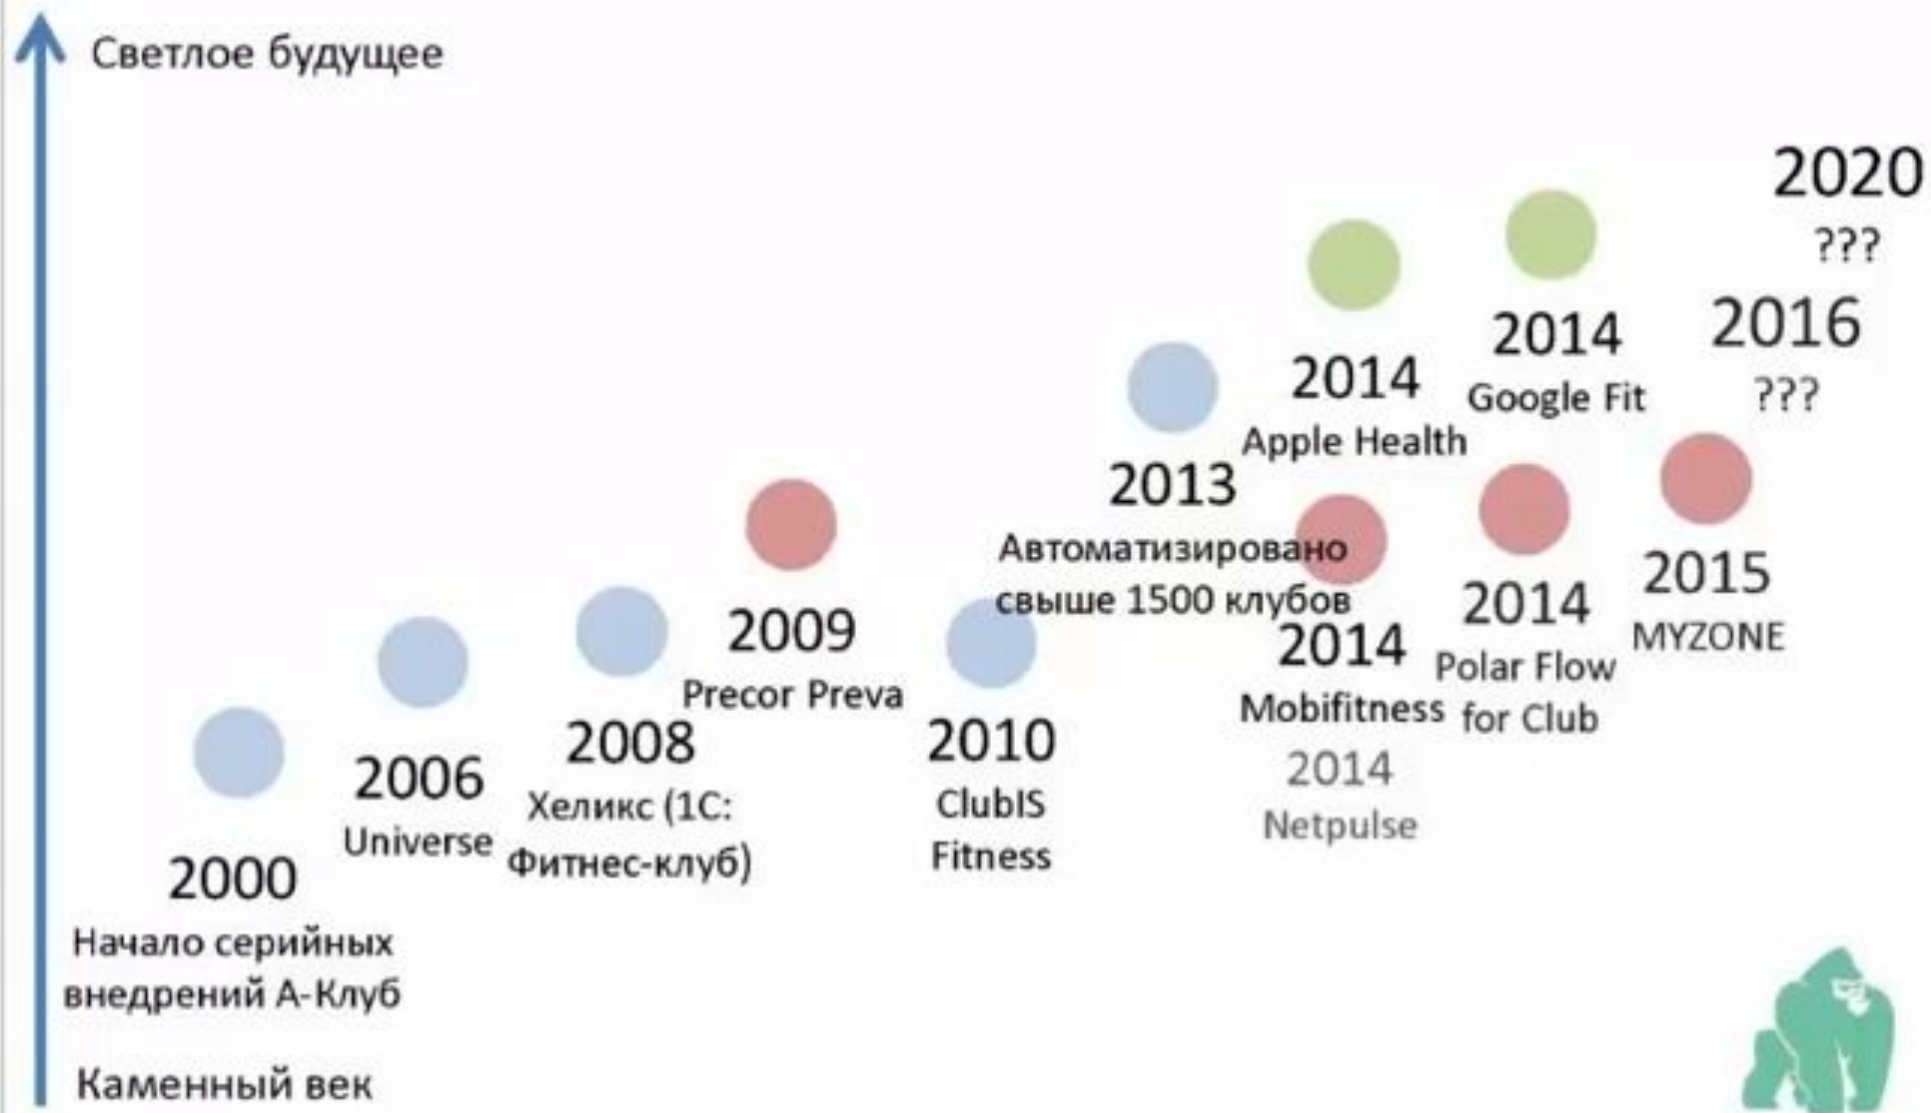 Светлое будущее
2000
Начало серийных
внедрений А-Клуб
Каменный век
2006
Universe
2008
Хеликс (1С:
Фитнес-клуб)
2009
Precor Preva
2010
ClubIS
Fitness
2013
Автоматизировано
свыше 1500 клубов
2014
Apple Health
2014
Mobifitness
2014
Netpulse
2014
Google Fit
2014
Polar Flow
for Club
2015
MYZONE
2016
???
2020
???